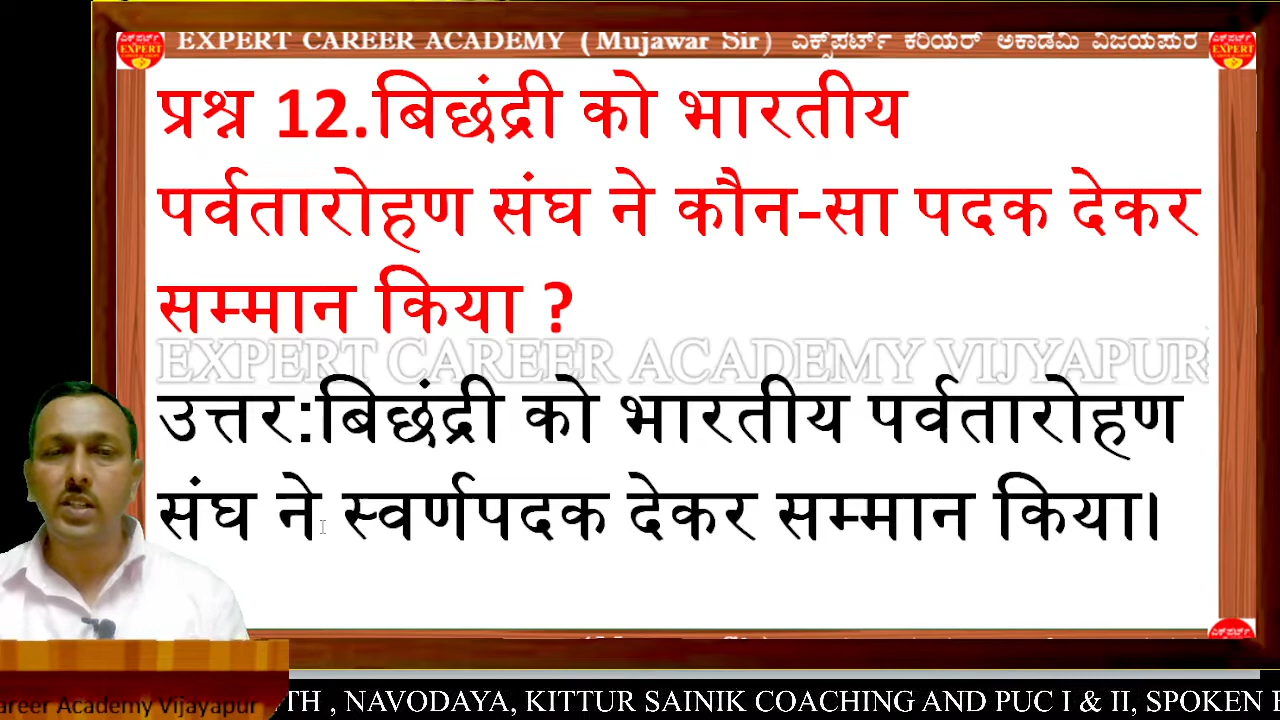 EXPERT CAREER ACADEMY (Mujawar Sir) ಎಕ್ಸ್‌ಪರ್ಟ್ ಕರಿಯರ್ ಅಕಾಡೆಮಿ ವಿಜಯಪುರ
प्रश्न 12.बिछंद्री को भारतीय
पर्वतारोहण संघ ने कौन-सा पदक देकर
सम्मान किया ?
EXPERT CAREER ACADEMY VIJYAPUR
उत्तर:बिछंद्री को भारतीय पर्वतारोहण
संघ ने स्वर्णपदक देकर सम्मान किया।
areer Academy Vijayapur
TH , NAVODAYA, KITTUR SAINIK COACHING AND PUC I & II, SPOKEN